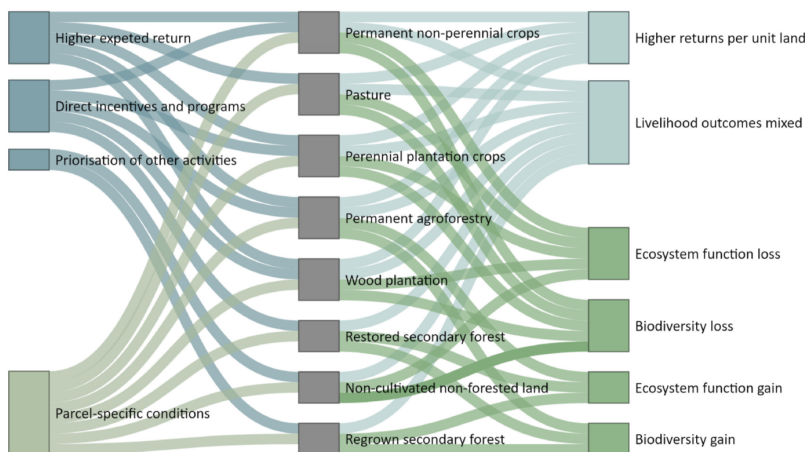 Higher expeted return
Direct incentives and programs
Priorisation of other activities
Parcel-specific conditions
Permanent non-perennial crops
Pasture
Perennial plantation crops
Permanent agroforestry
Wood plantation
Restored secondary forest
Non-cultivated non-forested land
Regrown secondary forest
Higher returns per unit land
Livelihood outcomes mixed
Ecosystem function loss
Biodiversity loss
Ecosystem function gain
Biodiversity gain